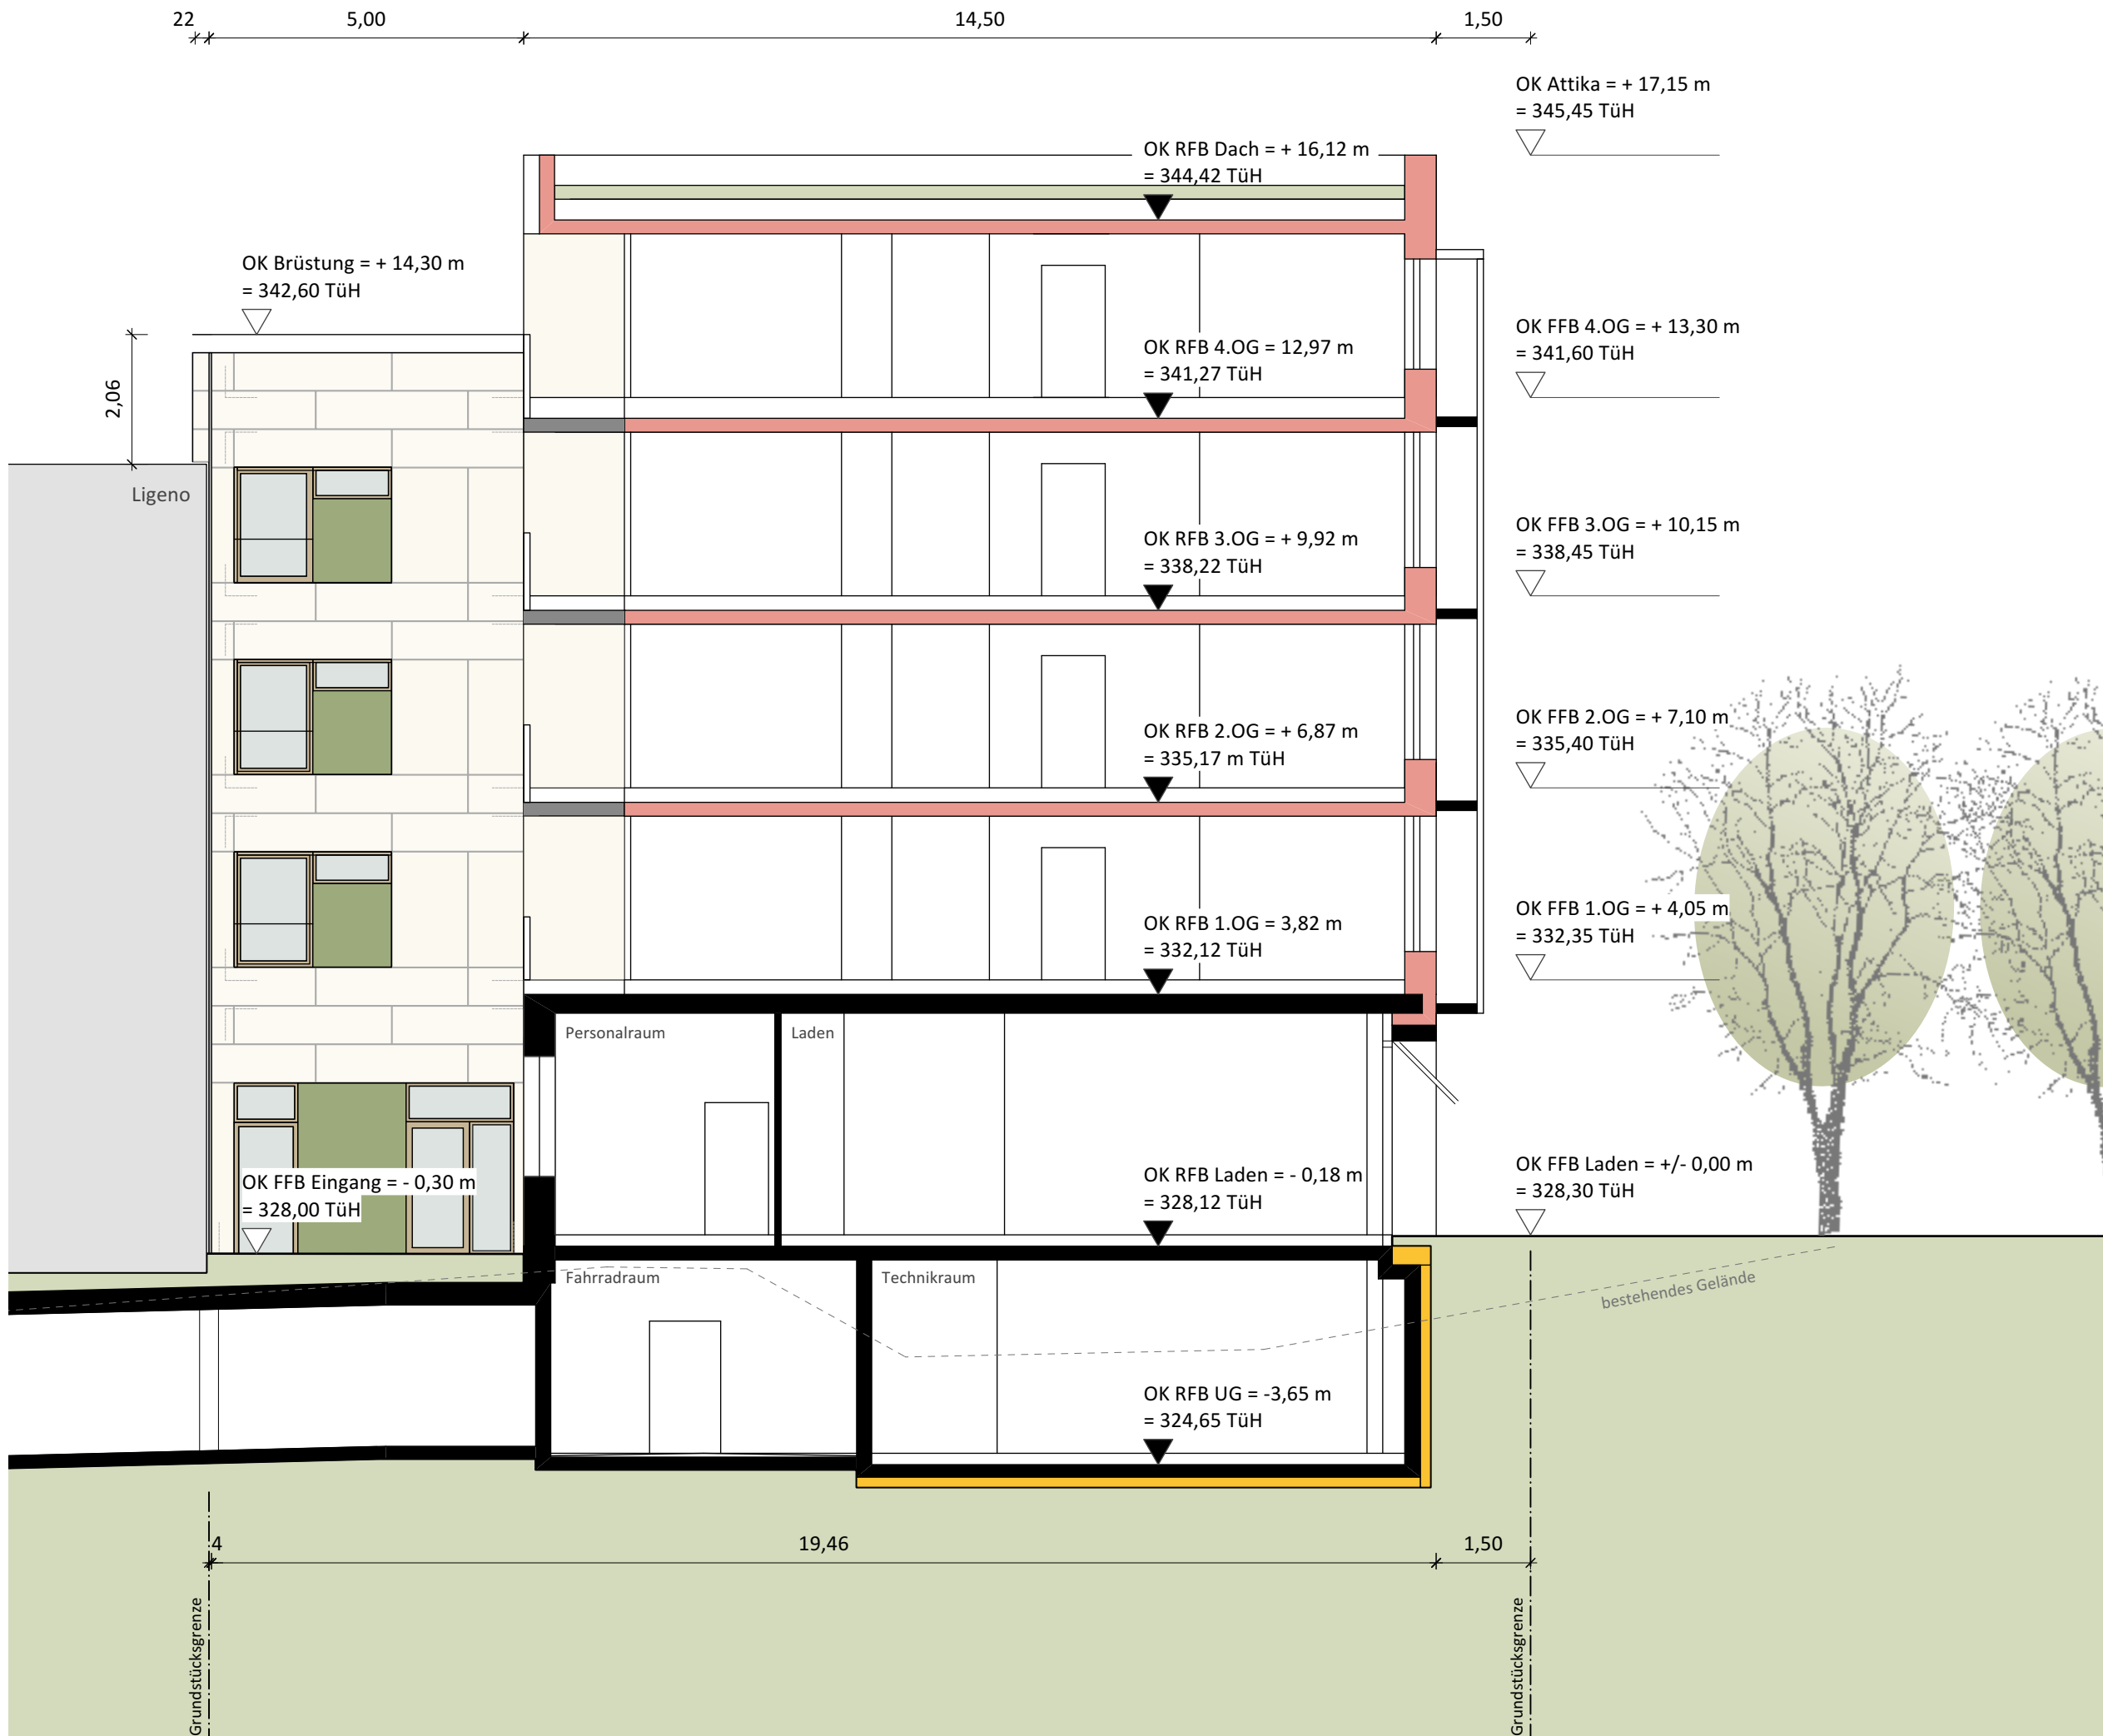 22
5,00
14,50
1,50
OK Attika = + 17,15 m
= 345,45 TüH
OK RFB Dach = + 16,12 m
= 344,42 TüH
OK Brüstung = + 14,30 m
= 342,60 TüH
OK FFB 4.OG = + 13,30 m
= 341,60 TüH
OK RFB 4.OG = 12,97 m
= 341,27 TüH
2,06
Ligeno
OK FFB 3.OG = + 10,15 m
= 338,45 TüH
OK RFB 3.OG = + 9,92 m
= 338,22 TüH
OK FFB 2.OG = + 7,10 m
= 335,40 TüH
OK RFB 2.OG = + 6,87 m
= 335,17 m TüH
OK FFB 1.OG = + 4,05 m
= 332,35 TüH
OK RFB 1.OG = 3,82 m
= 332,12 TüH
Personalraum
Laden
OK FFB Laden = +/- 0,00 m
= 328,30 TüH
OK RFB Laden = - 0,18 m
= 328,12 TüH
OK FFB Eingang = - 0,30 m
= 328,00 TüH
Fahrradraum
Technikraum
bestehendes Gelände
OK RFB UG = -3,65 m
= 324,65 TüH
4
19,46
1,50
Grundstücksgrenze
Grundstücksgrenze